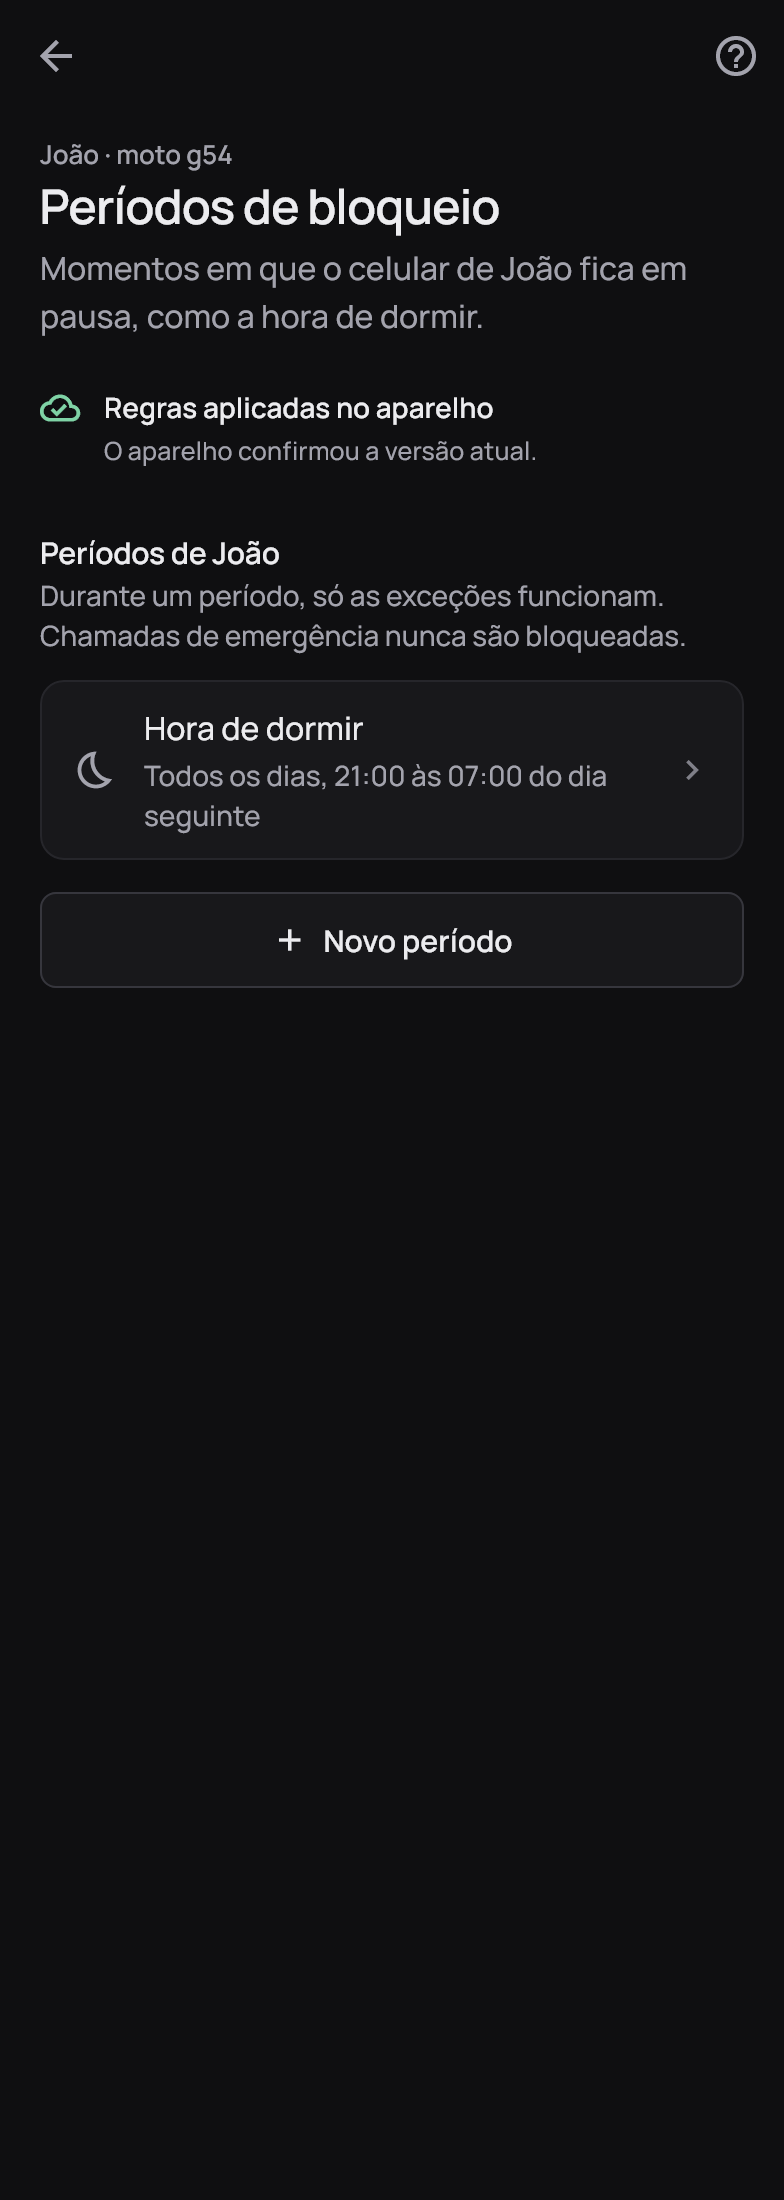 João · moto g54
Períodos de bloqueio
Momentos em que o celular de João fica em
pausa, como a hora de dormir.
Regras aplicadas no aparelho
O aparelho confirmou a versão atual.
Períodos de João
Durante um período, só as exceções funcionam.
Chamadas de emergência nunca são bloqueadas.
Hora de dormir
Todos os dias, 21:00 às 07:00 do dia
seguinte
+ Novo período